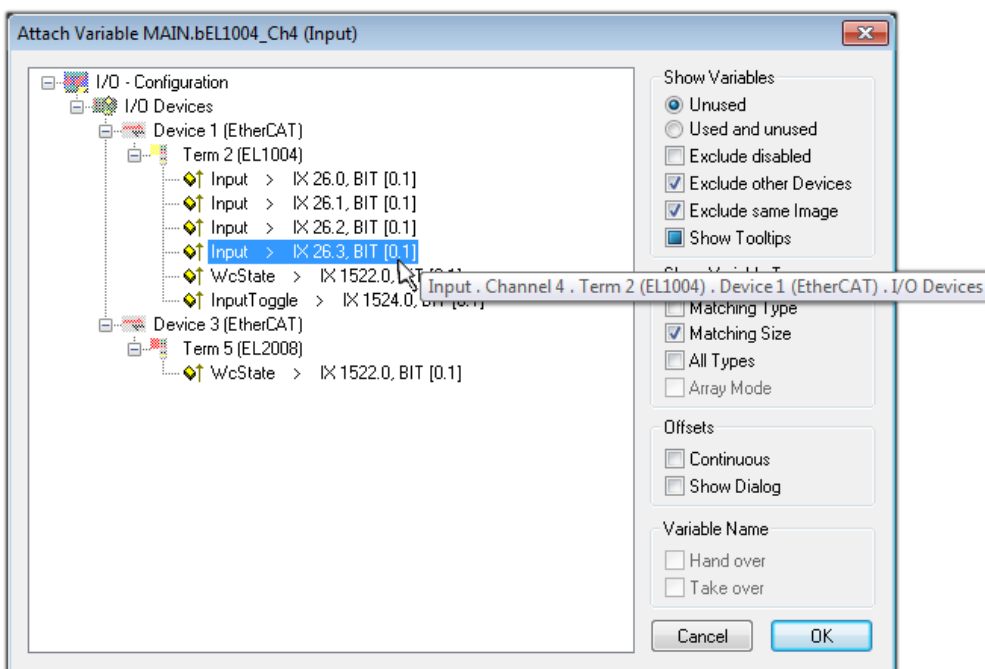 Attach Variable MAIN.bEL1004_Ch4 (Input)
I/O - Configuration
I/O Devices
Device 1 (EtherCAT)
Term 2 (EL1004)
Input > IX 26.0, BIT [0.1]
Input > IX 26.1, BIT [0.1]
Input > IX 26.2, BIT [0.1]
Input > IX 26.3, BIT [0.1]
WcState > IX 1522.0,
InputToggle > IX 1524.0, BIT [0.1]
Device 3 (EtherCAT)
Term 5 (EL2008)
WcState > IX 1522.0, BIT [0.1]
Input . Channel 4 . Term 2 (EL1004) . Device 1 (EtherCAT) . I/O Devices
Show Variables
Unused
Used and unused
Exclude disabled
Exclude other Devices
Exclude same Image
Show Tooltips
Matching Type
Matching Size
All Types
Array Mode
Offsets
Continuous
Show Dialog
Variable Name
Hand over
Take over
Cancel
OK